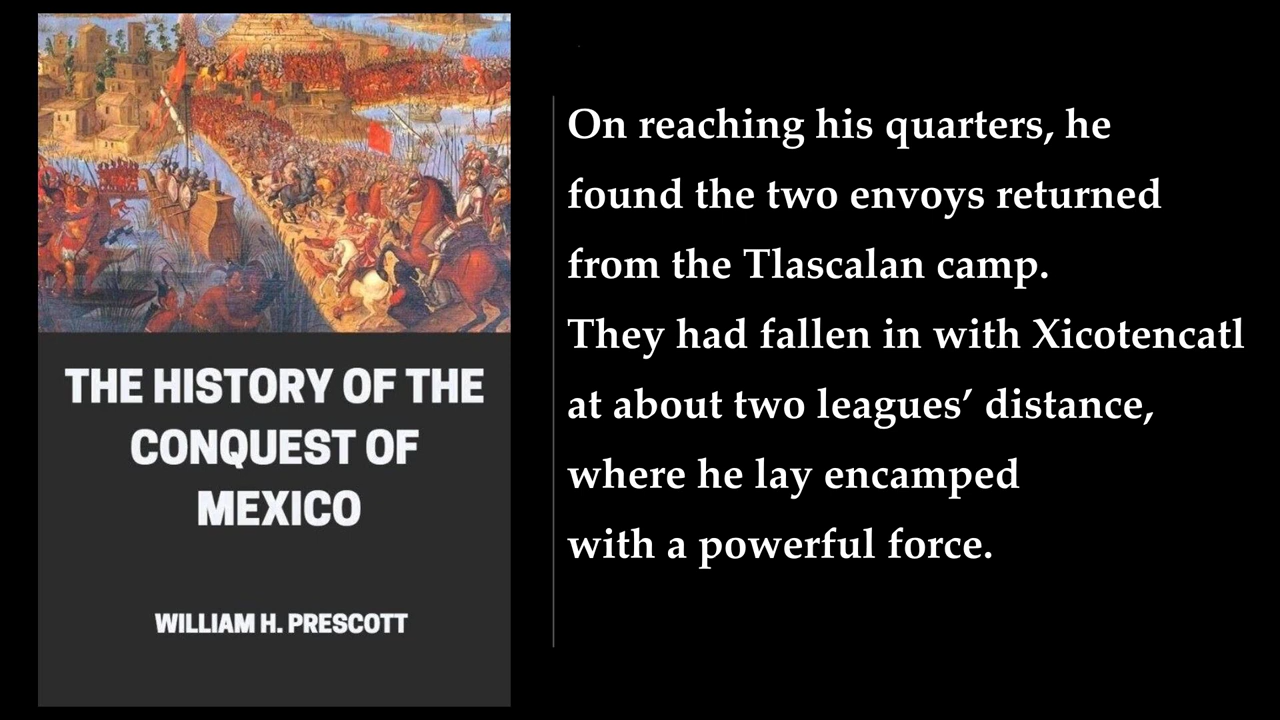 THE HISTORY OF THE
CONQUEST OF
MEXICO
WILLIAM H. PRESCOTT
On reaching his quarters, he
found the two envoys returned
from the Tlascalan camp.
They had fallen in with Xicotencatl
at about two leagues’ distance,
where he lay encamped
with a powerful force.